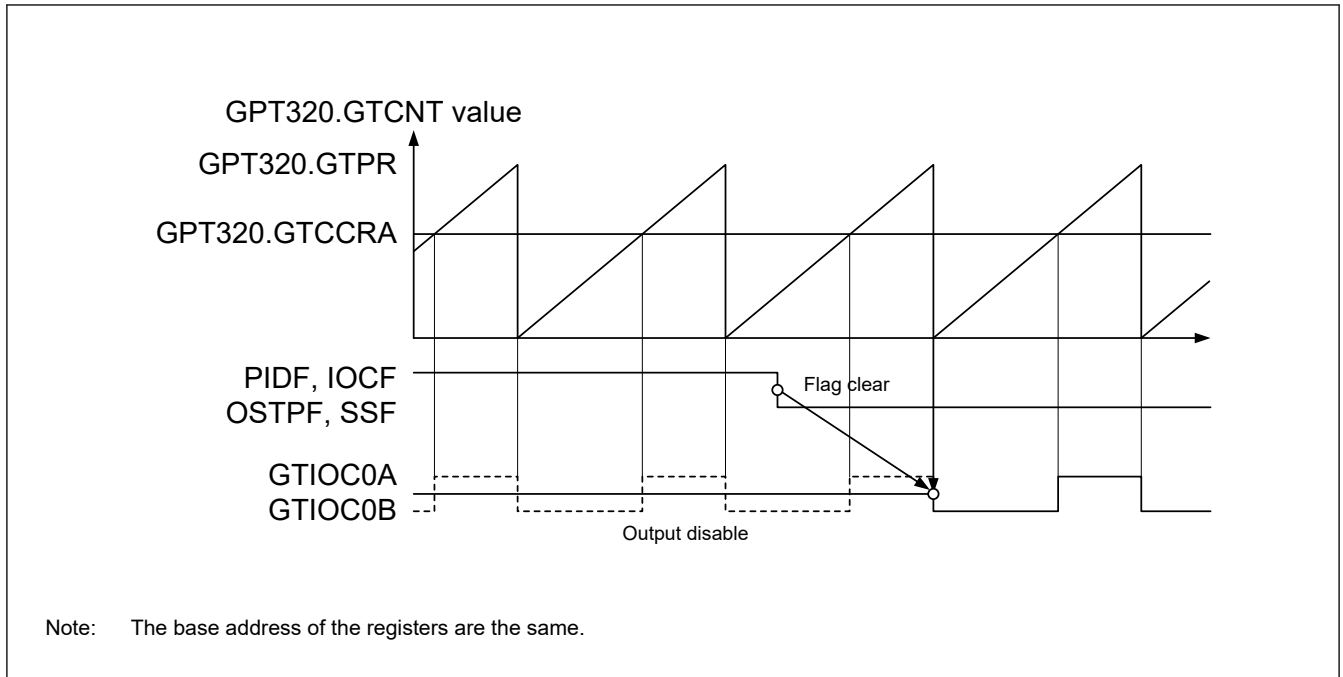 GPT320.GTCNT value
GPT320.GTPR
GPT320.GTCCRA
PIDF, IOCF
Flag clear
OSTPF, SSF
GTIOC0A
GTIOC0B
Output disable
Note: The base address of the registers are the same.